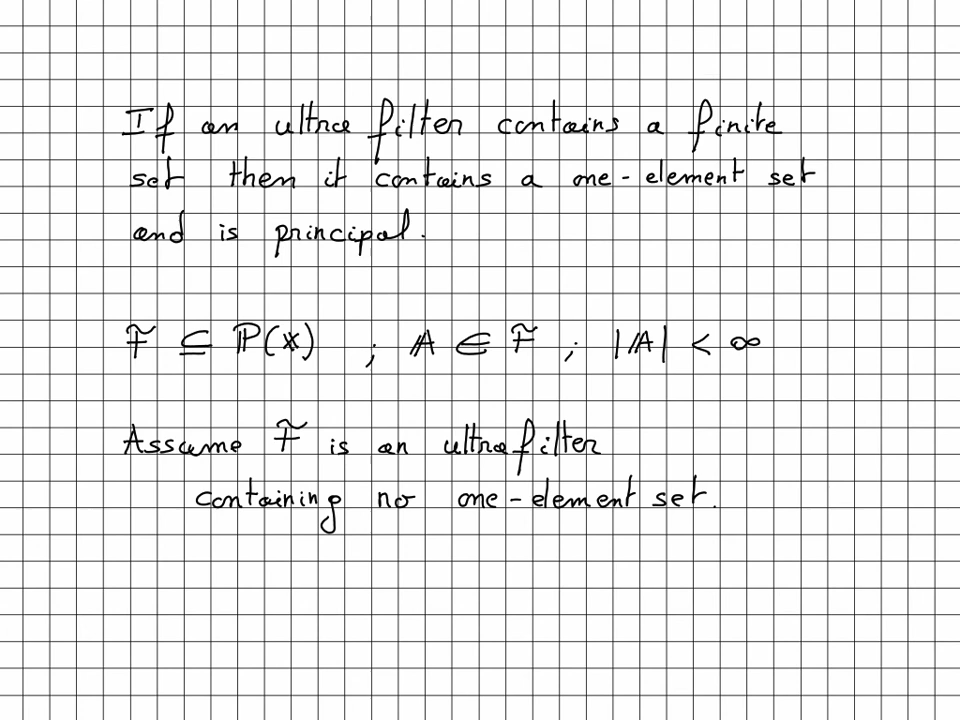 If an ultra filter contains a finite
set then it contains a one-element set
and is principal.
ℱ ⊆ ℙ(X) ; A ∈ ℱ ; |A| < ∞
Assume ℱ is an ultrafilter
containing no one-element set.